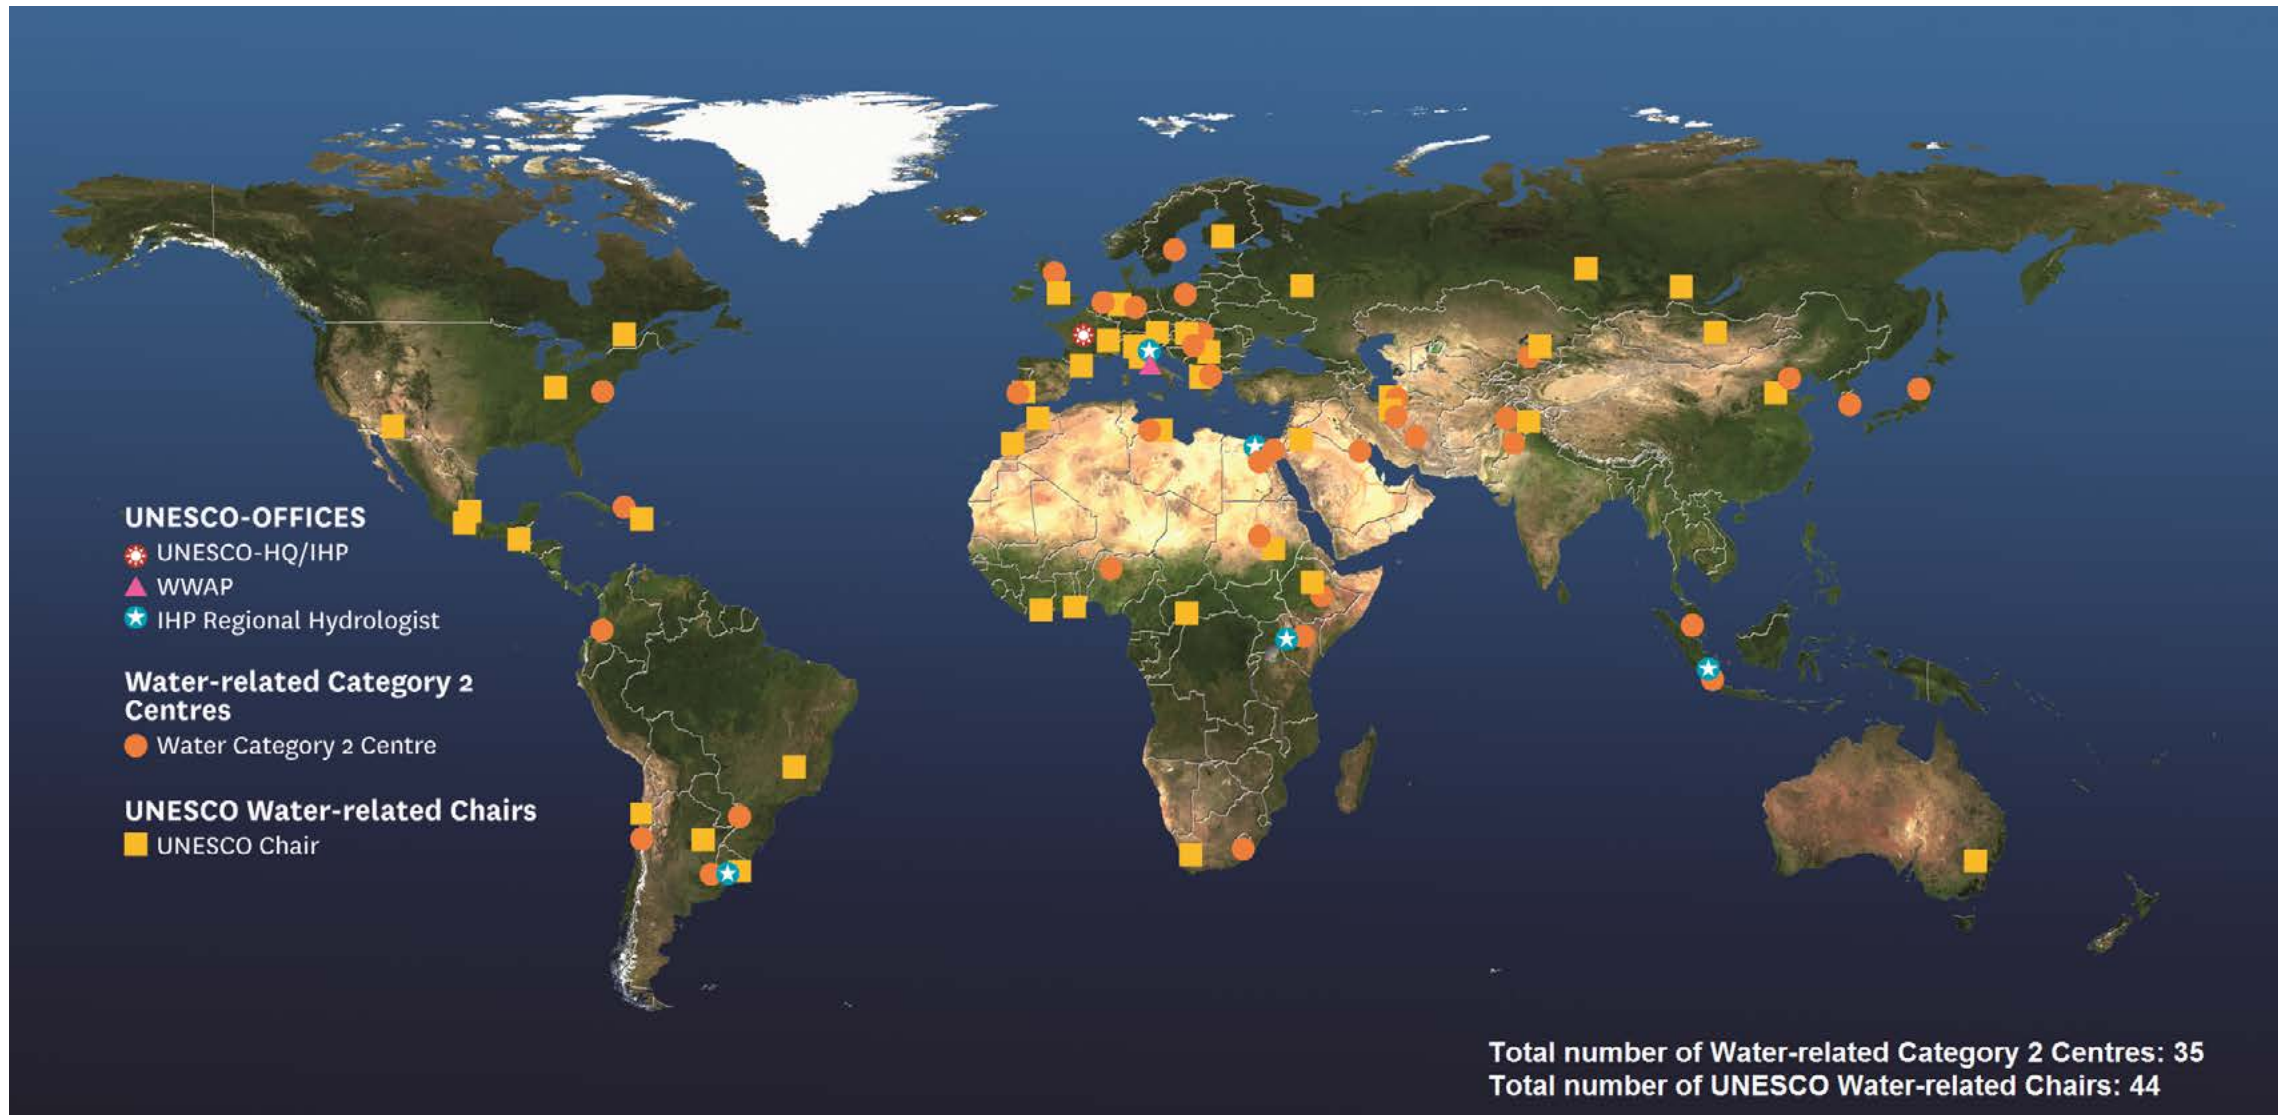 UNESCO-OFFICES
UNESCO-HQ/IHP
WWAP
IHP Regional Hydrologist
Water-related Category 2
Centres
Water Category 2 Centre
UNESCO Water-related Chairs
UNESCO Chair
Total number of Water-related Category 2 Centres: 35
Total number of UNESCO Water-related Chairs: 44